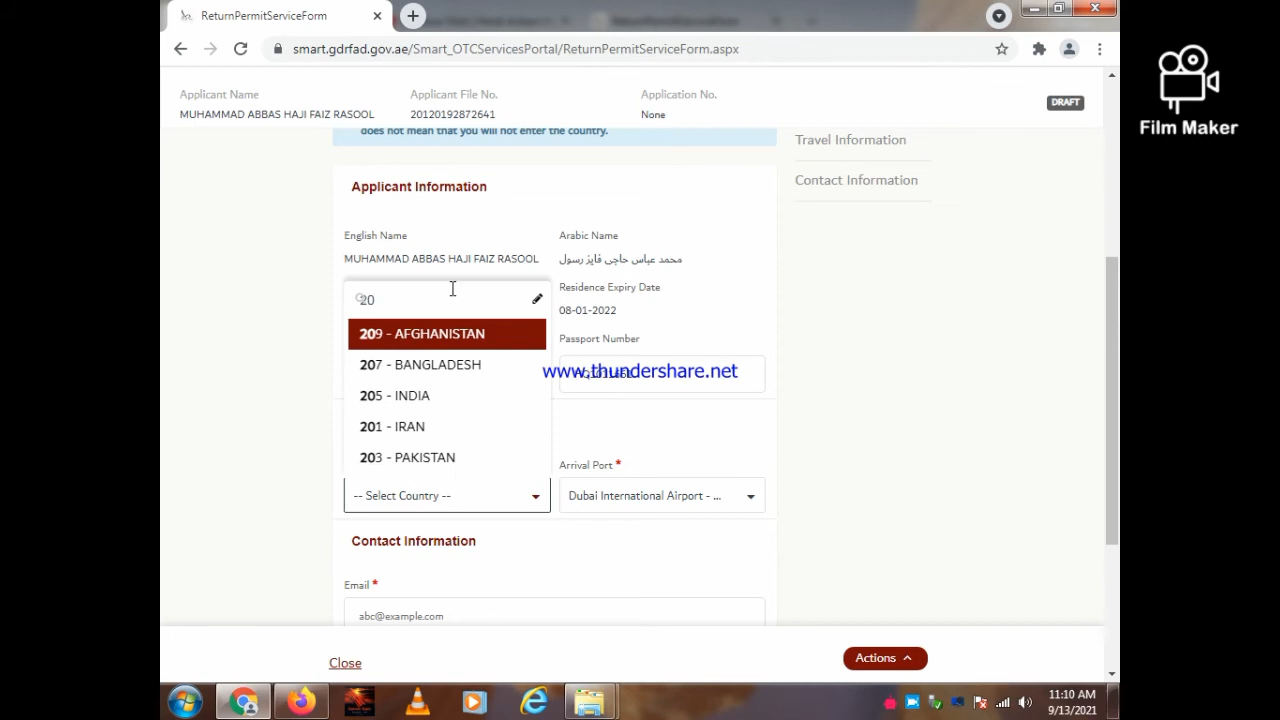 ReturnPermitServiceForm
smart.gdrfad.gov.ae/Smart_OTCServicesPortal/ReturnPermitServiceForm.aspx
Applicant Name
Applicant File No.
Application No.
MUHAMMAD ABBAS HAJI FAIZ RASOOL
20120192872641
None
DRAFT
Film Maker
does not mean that you will not enter the country.
Travel Information
Contact Information
Applicant Information
English Name
Arabic Name
MUHAMMAD ABBAS HAJI FAIZ RASOOL
محمد عباس حاجى فايز رسول
Residence Expiry Date
20
08-01-2022
209 - AFGHANISTAN
Passport Number
207 - BANGLADESH
www.thundershare.net
205 - INDIA
201 - IRAN
203 - PAKISTAN
Arrival Port *
-- Select Country --
Dubai International Airport - ...
Contact Information
Email *
abc@example.com
Close
Actions
11:10 AM
9/13/2021